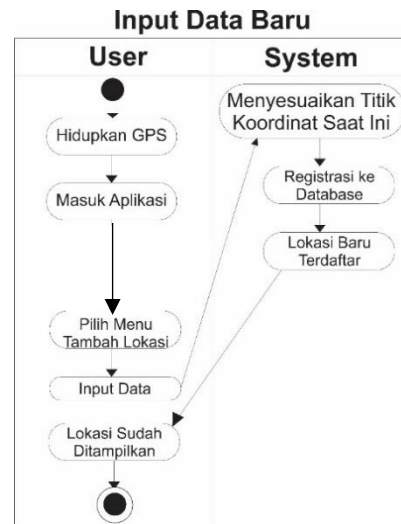 Input Data Baru
User
System
Hidupkan GPS
Masuk Aplikasi
Pilih Menu
Tambah Lokasi
Input Data
Menyesuaikan Titik
Koordinat Saat Ini
Registrasi ke
Database
Lokasi Baru
Terdaftar
Lokasi Sudah
Ditampilkan